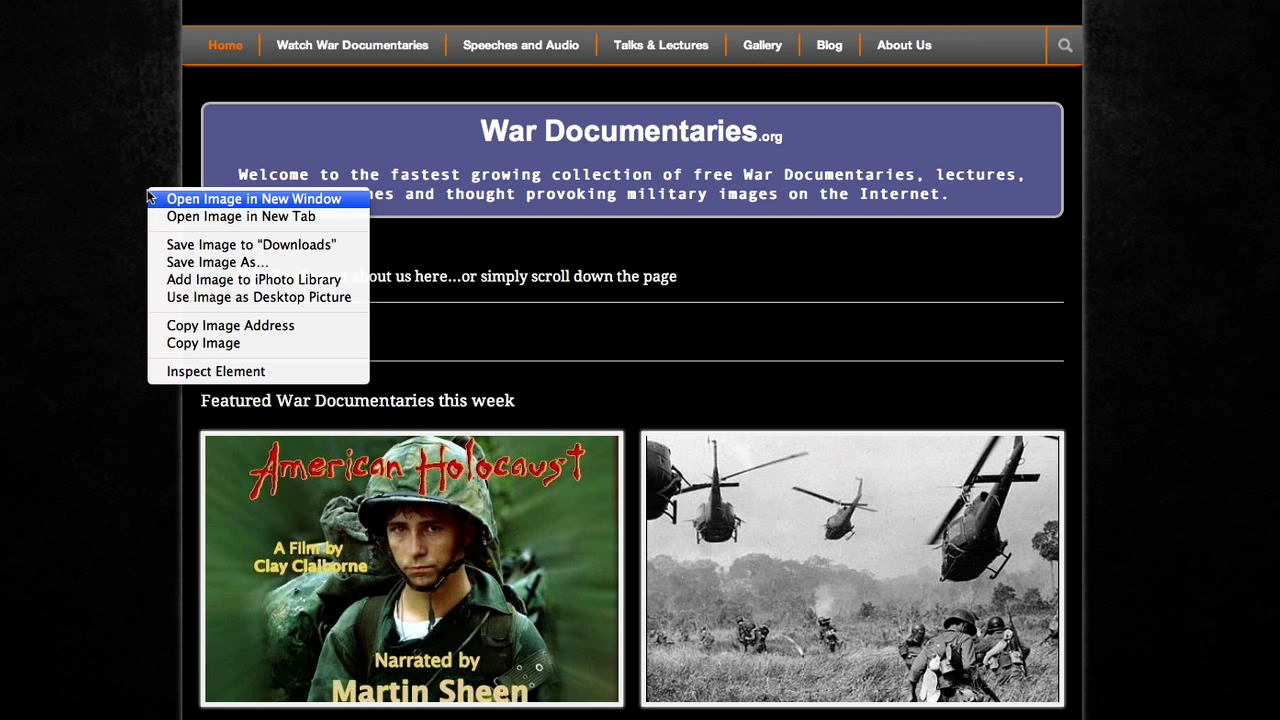 Home
Watch War Documentaries
Speeches and Audio
Talks & Lectures
Gallery
Blog
About Us
War Documentaries.org
Welcome to the fastest growing collection of free War Documentaries, lectures,
and thought provoking military images on the Internet.
Open Image in New Window
Open Image in New Tab
Save Image to “Downloads”
Save Image As...
Add Image to iPhoto Library
Use Image as Desktop Picture
Copy Image Address
Copy Image
Inspect Element
about us here...or simply scroll down the page
Featured War Documentaries this week
American Holocaust
A Film by
Clay Claiborne
Narrated by
Martin Sheen